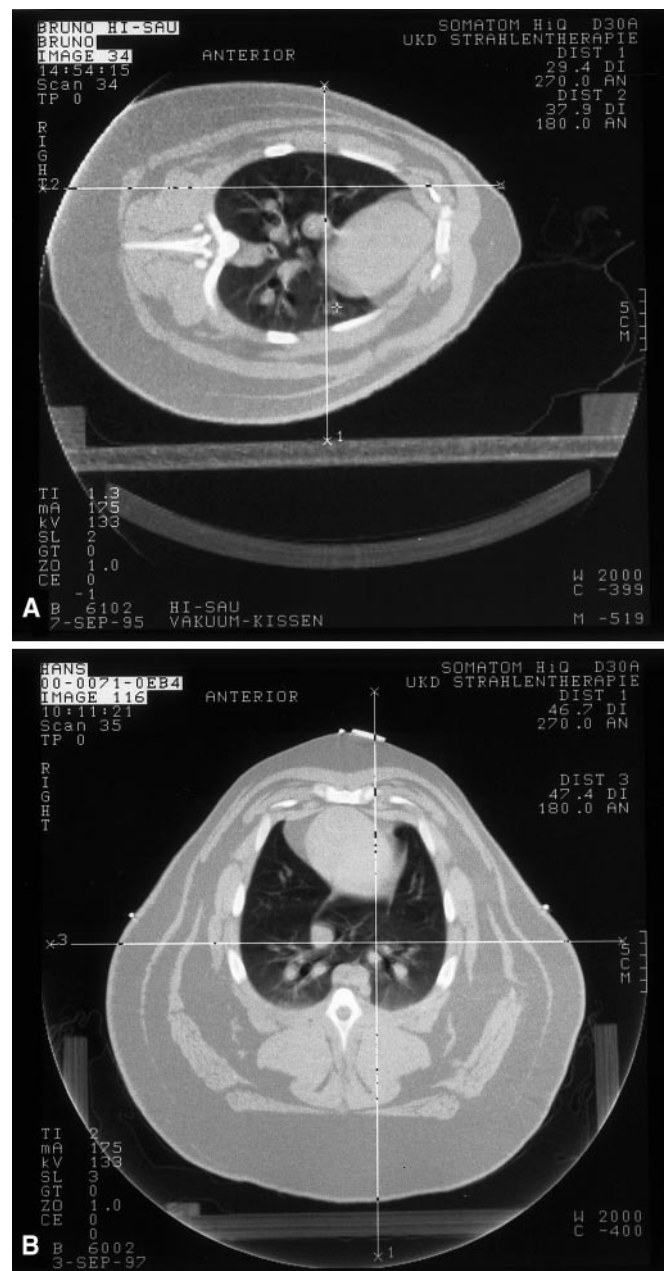 BRUNO HI-SAU
BRUNO
IMAGE 34
14:54:15
Scan 34
TP 0
ANTERIOR
SOMATOM HiQ D30A
UKD STRAHLENTHERAPIE
DIST 1
29.4 DI
270.0 AN
DIST 2
37.9 DI
180.0 AN
RIGHT
2
1
5
CM
TI 1.3
mA 175
kV 133
SL 2
GT 0
ZO 1.0
CE 0
-1
B 6102 HI-SAU
7-SEP-95 VAKUUM-KISSEN
W 2000
C -399
M -519
A
HANS
00-0071-0EB4
IMAGE 116
10:11:21
Scan 35
TP 0
ANTERIOR
SOMATOM HiQ D30A
UKD STRAHLENTHERAPIE
DIST 1
46.7 DI
270.0 AN
DIST 3
47.4 DI
180.0 AN
RIGHT
3
1
5
CM
TI 2
mA 175
kV 133
SL 3
GT 0
ZO 1.0
CE 0
0
B 6002
3-SEP-97
W 2000
C -400
B